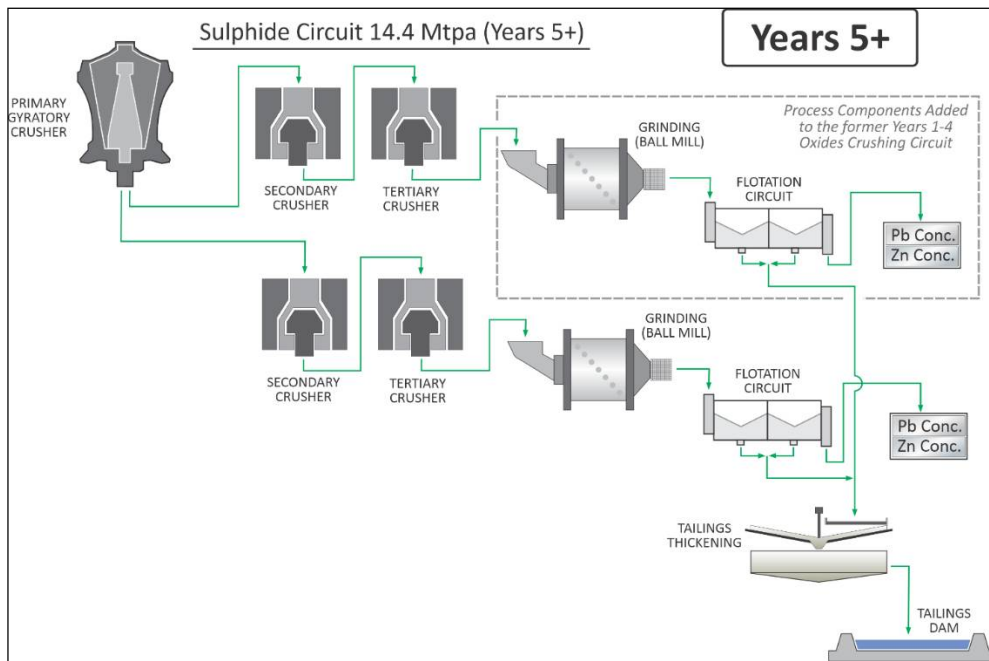 Sulphide Circuit 14.4 Mtpa (Years 5+)
Years 5+
PRIMARY
GYRATORY
CRUSHER
SECONDARY
CRUSHER
TERTIARY
CRUSHER
GRINDING
(BALL MILL)
Process Components Added
to the former Years 1-4
Oxides Crushing Circuit
FLOTATION
CIRCUIT
Pb Conc.
Zn Conc.
SECONDARY
CRUSHER
TERTIARY
CRUSHER
GRINDING
(BALL MILL)
FLOTATION
CIRCUIT
Pb Conc.
Zn Conc.
TAILINGS
THICKENING
TAILINGS
DAM